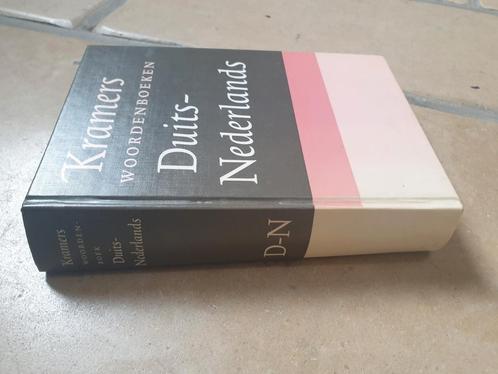 Kramers
WOORDENBOEKEN
Duits-
Nederlands
Kramers
WOORDEN-
BOEK
Duits-
Nederlands
D-N